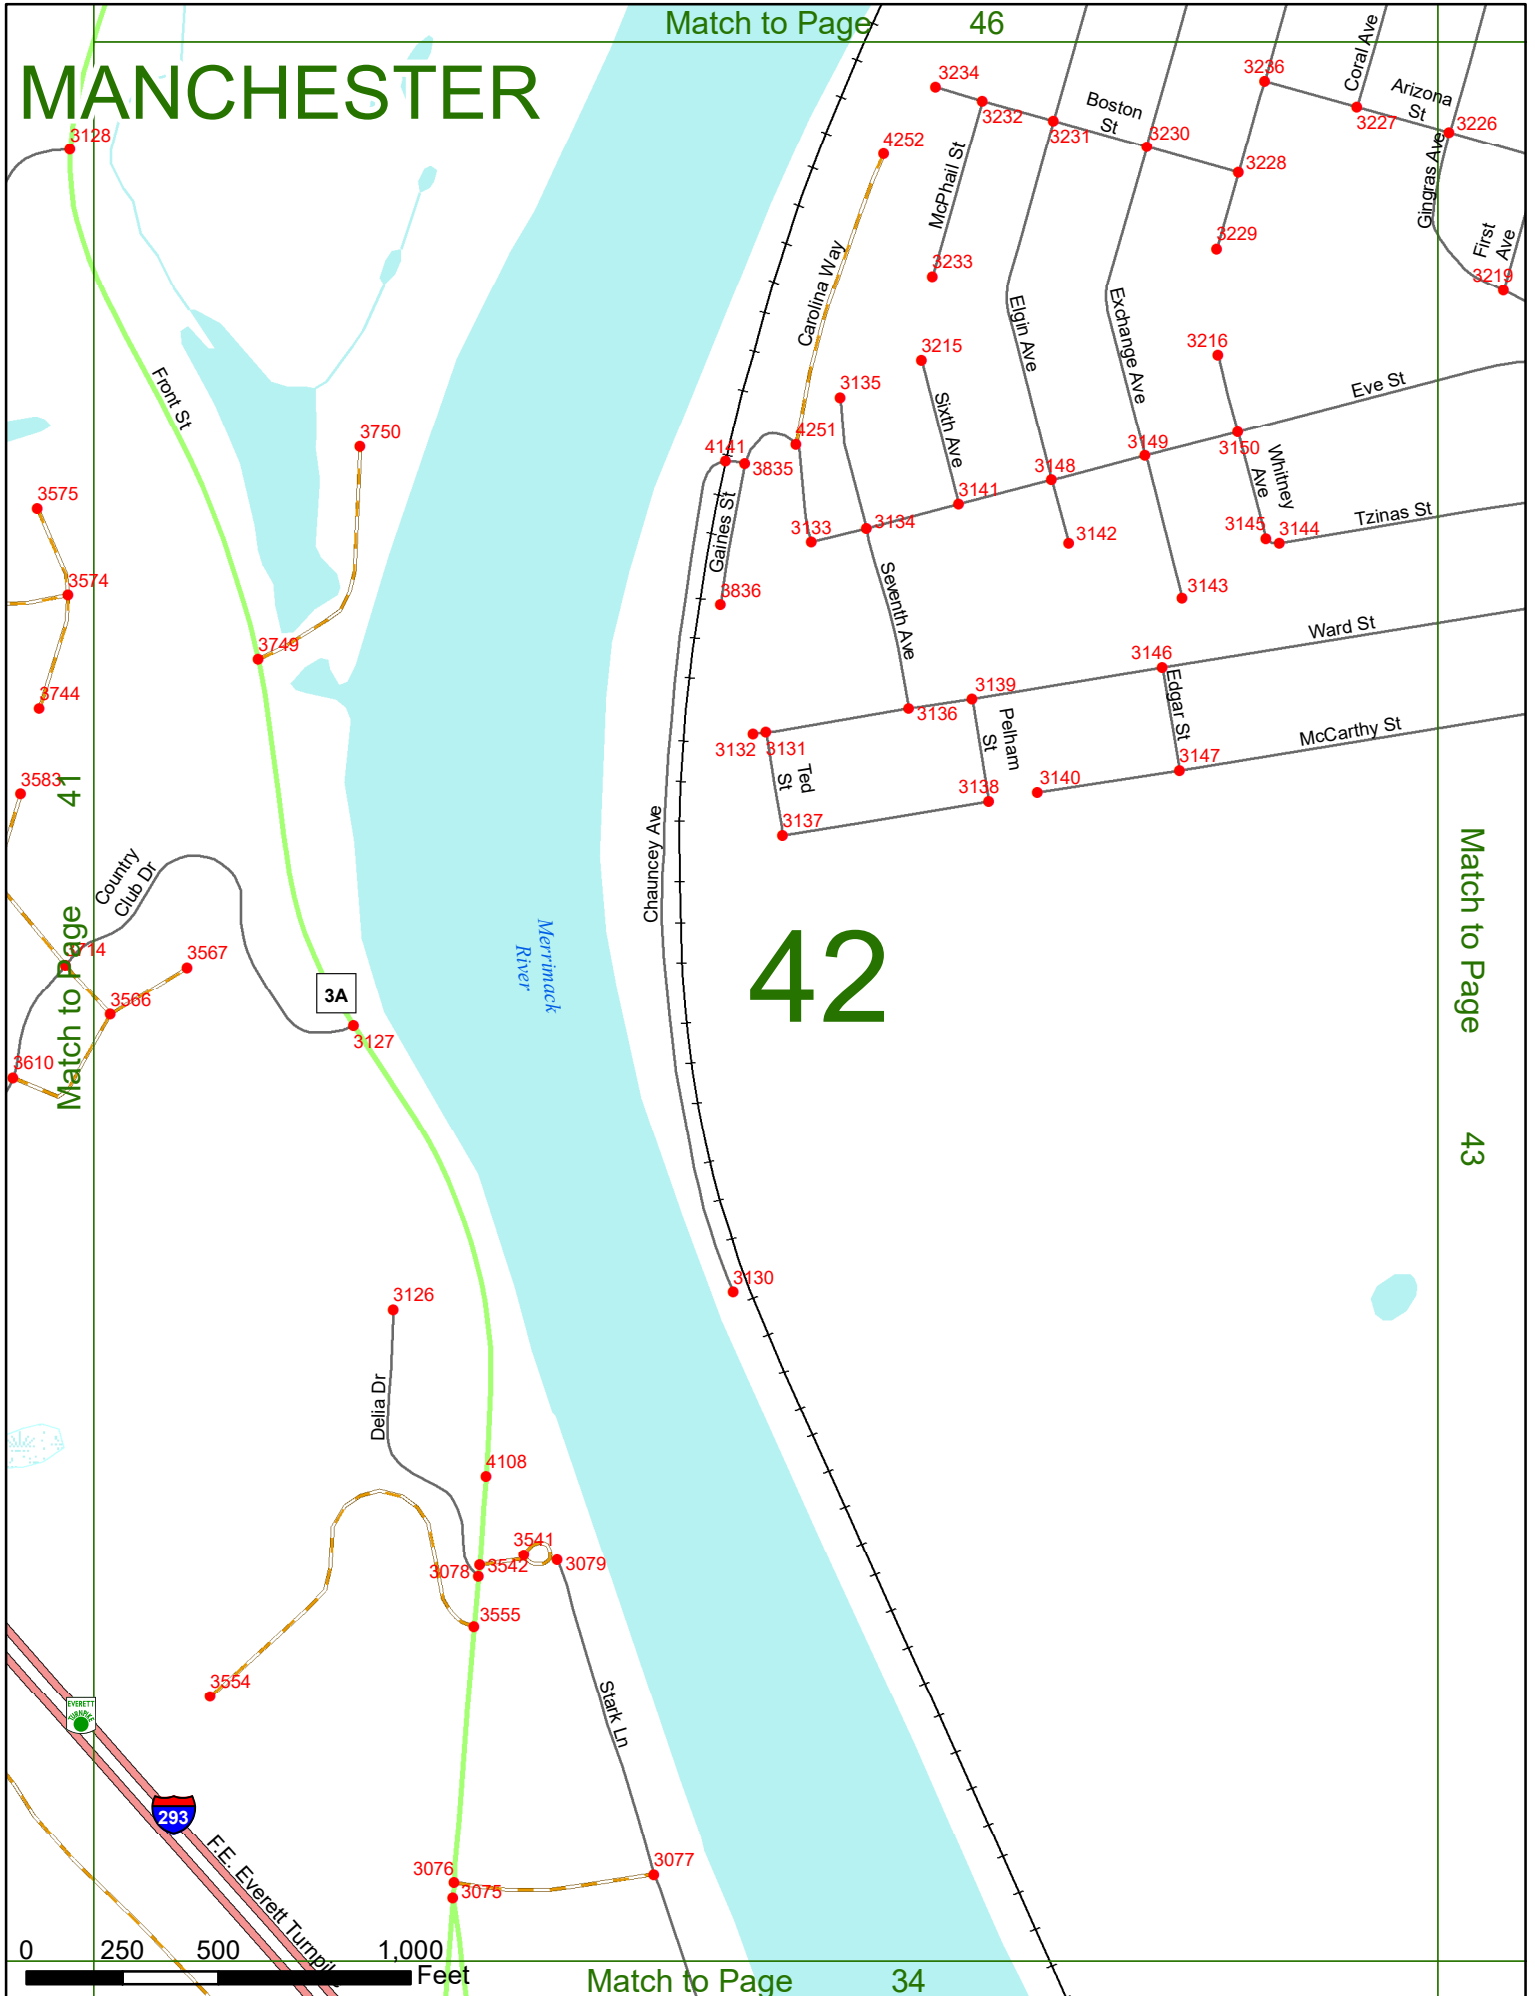 Match to Page 46
MANCHESTER
3234
3236
Coral Ave
Arizona
St
Boston
St
3232
3231
3230
3227
3226
3128
4252
McPhail St
3228
Gingras Ave
3229
First
Ave
3233
3219
Carolina Way
Elgin Ave
Exchange Ave
3216
3215
Front St
3135
Eve St
Sixth Ave
3750
4251
4141
3835
3149
3150
3148
Whitney
Ave
3575
3141
Gaines St
3133
3134
3142
3145
3144
Tzinas St
3574
3836
Seventh Ave
3143
Ward St
3749
3146
3744
3139
3136
Pelham
St
Edgar St
McCarthy St
3132
3131
3147
Ted
St
3140
3138
3583
41
3137
Chauncey Ave
Country
Club Dr
Match to Page
3714
3567
Merrimack
River
42
Match to Page
43
3A
3566
3127
3610
3130
3126
Delia Dr
4108
3541
3542
3079
3078
3555
3554
Stark Ln
EVERETT
TURNPIKE
293
F.E. Everett Turnpike
3076
3077
3075
0 250 500 1,000
Feet
Match to Page 34